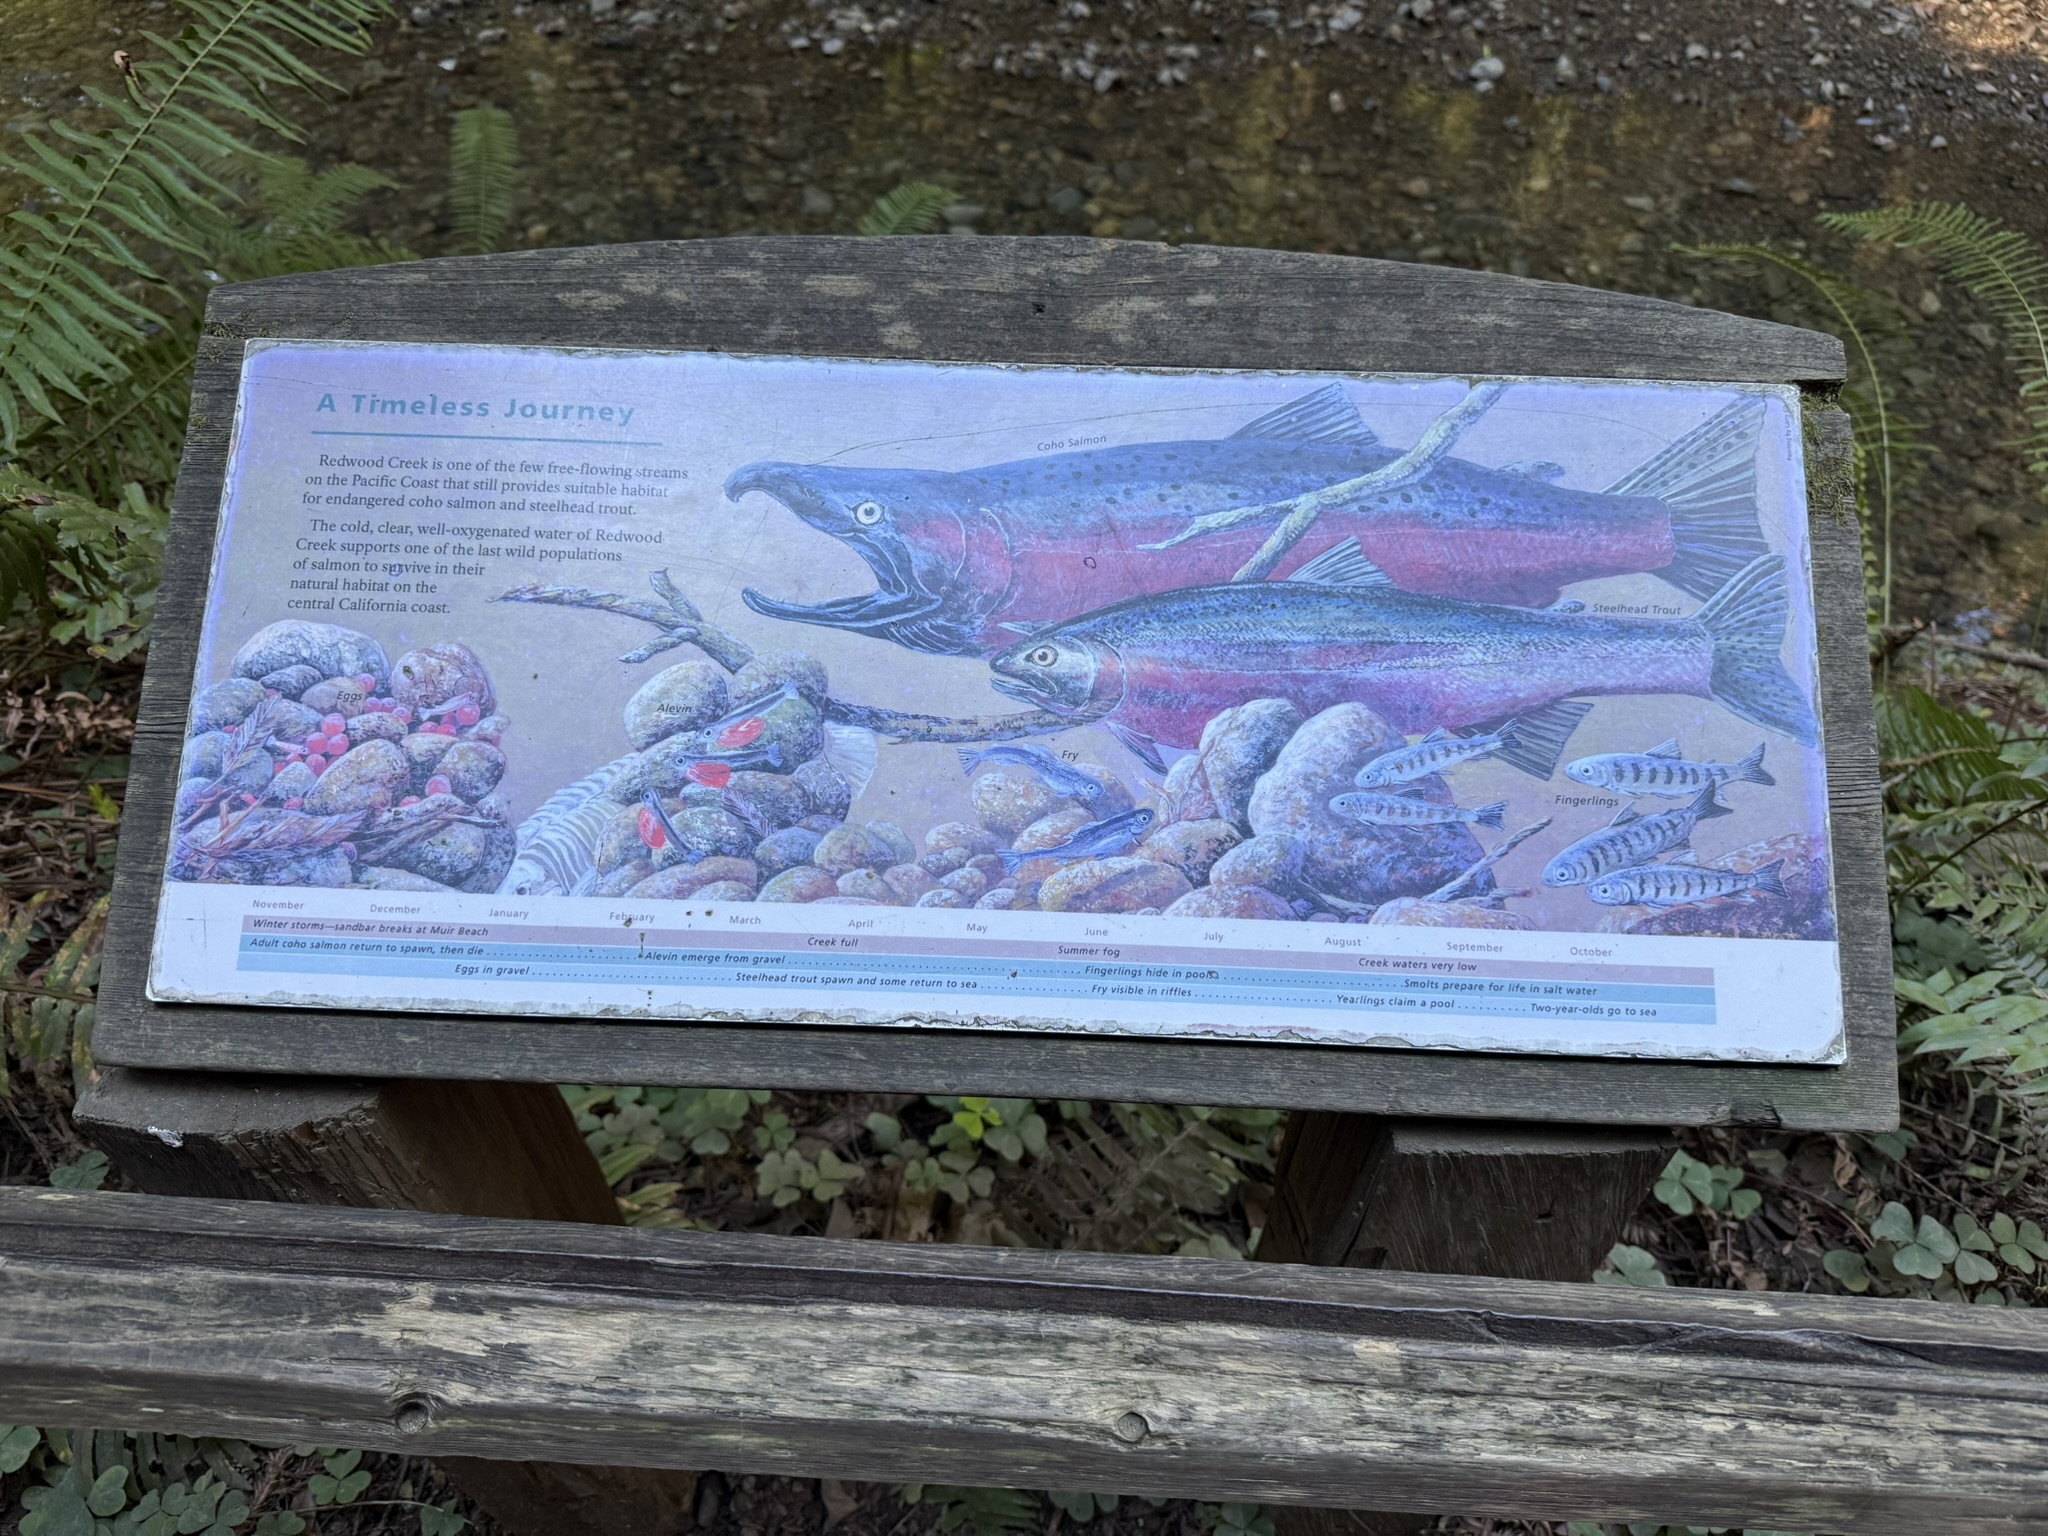 A Timeless Journey
Redwood Creek is one of the few free-flowing streams
on the Pacific Coast that still provides suitable habitat
for endangered coho salmon and steelhead trout.
The cold, clear, well-oxygenated water of Redwood
Creek supports one of the last wild populations
of salmon to survive in their
natural habitat on the
central California coast.
Coho Salmon
Steelhead Trout
Eggs
Alevin
Fry
Fingerlings
November December January February March April May June July August September October
Winter storms—sandbar breaks at Muir Beach Creek full Summer fog Creek waters very low
Adult coho salmon return to spawn, then die Alevin emerge from gravel Fingerlings hide in pools Smolts prepare for life in salt water
Eggs in gravel Steelhead trout spawn and some return to sea Fry visible in riffles Yearlings claim a pool Two-year-olds go to sea